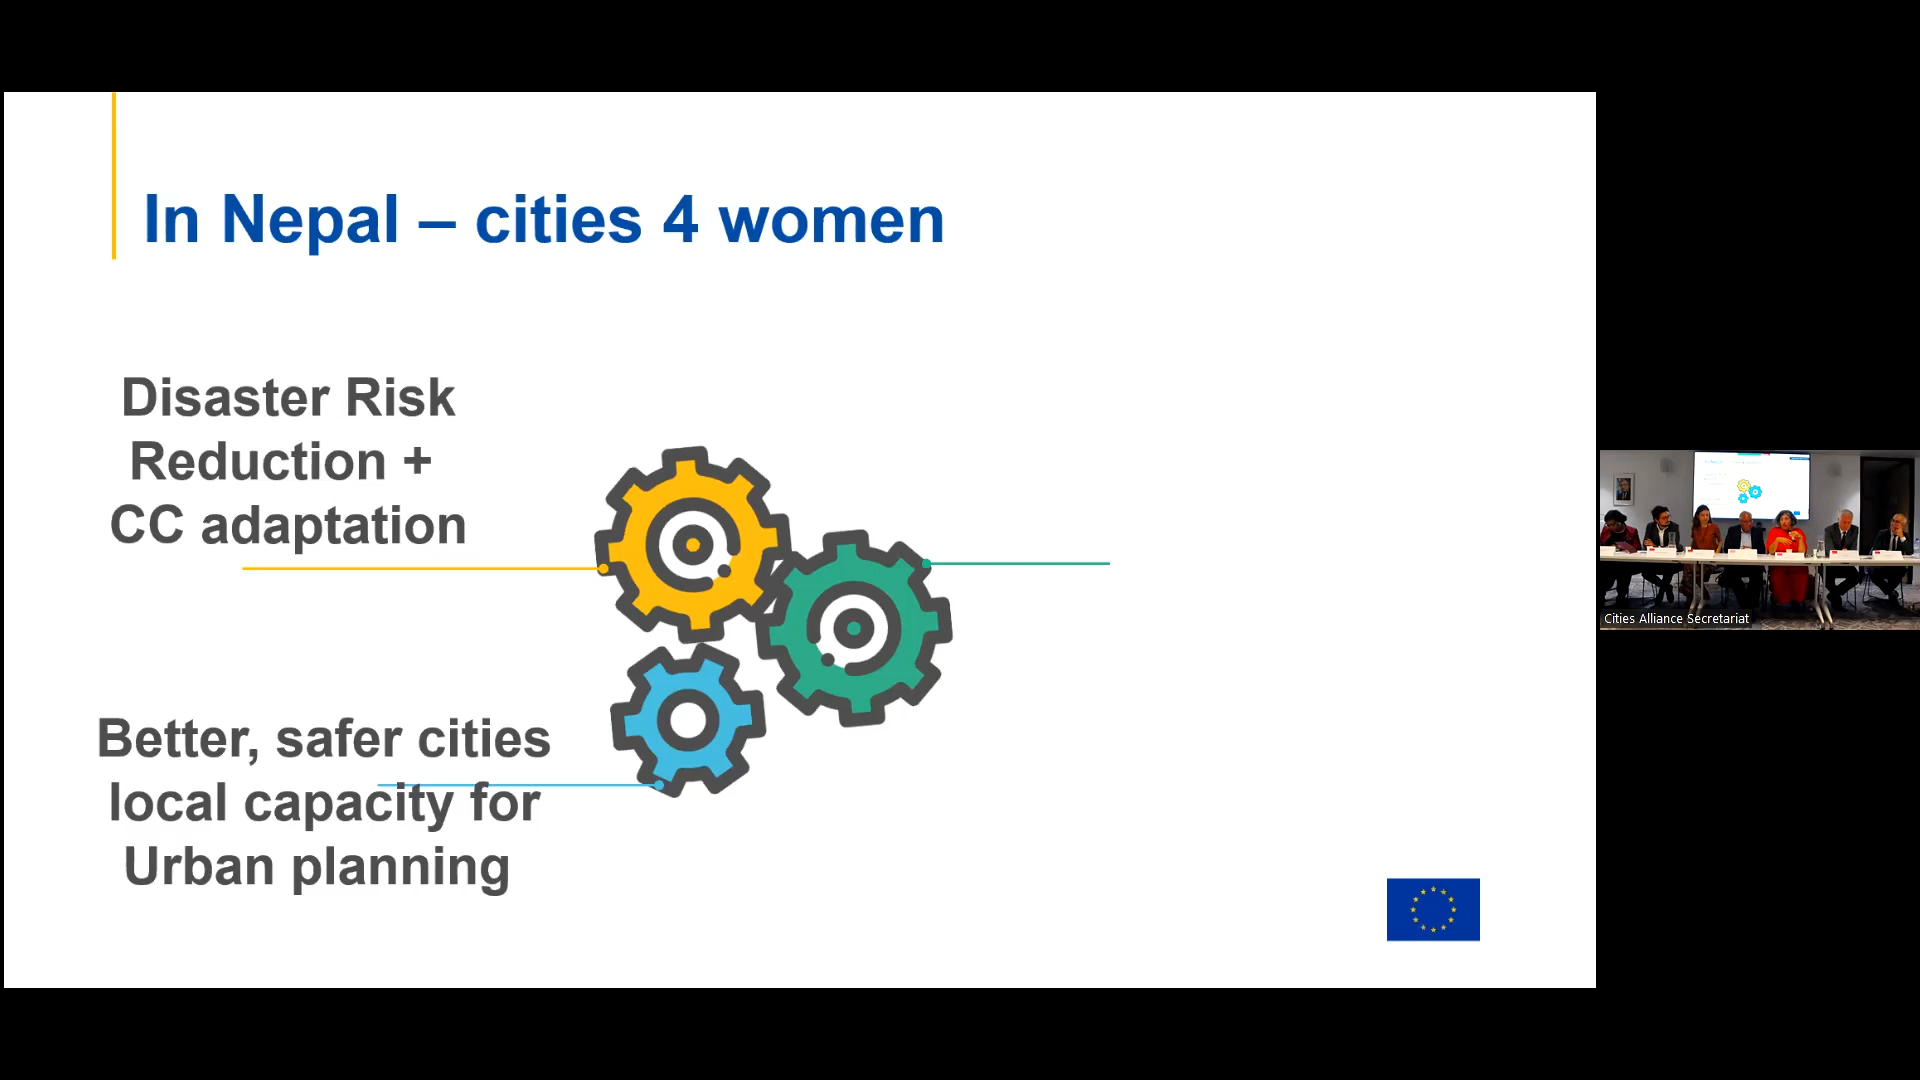 In Nepal – cities 4 women
Disaster Risk
Reduction +
CC adaptation
Better, safer cities
local capacity for
Urban planning
Cities Alliance Secretariat